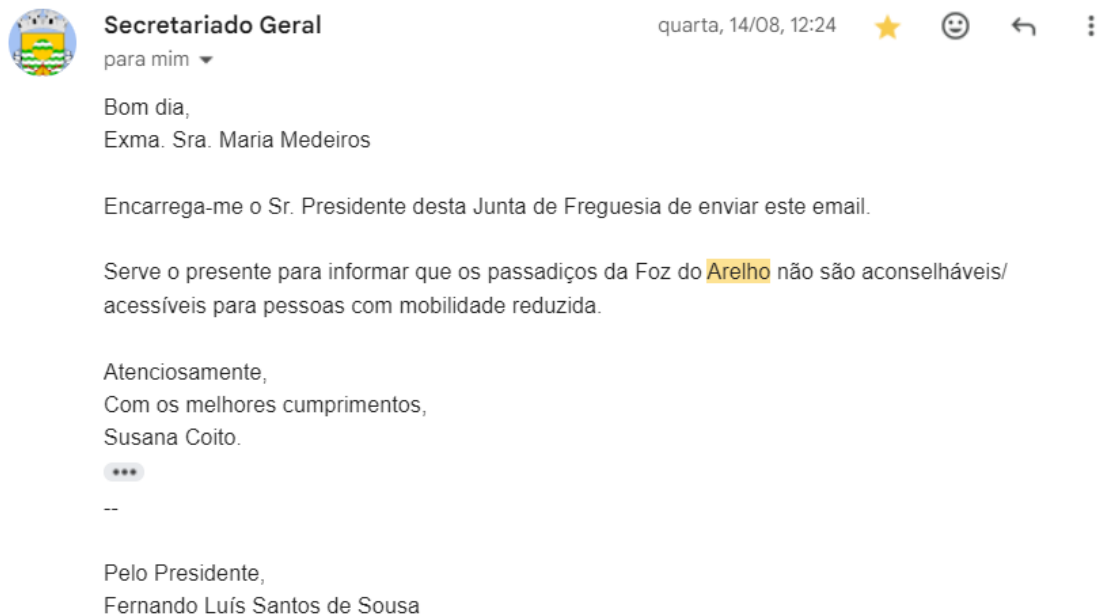 Secretariado Geral
quarta, 14/08, 12:24
para mim
Bom dia,
Exma. Sra. Maria Medeiros
Encarrega-me o Sr. Presidente desta Junta de Freguesia de enviar este email.
Serve o presente para informar que os passadiços da Foz do Arelho não são aconselháveis/
acessíveis para pessoas com mobilidade reduzida.
Atenciosamente,
Com os melhores cumprimentos,
Susana Coito.
--
Pelo Presidente,
Fernando Luís Santos de Sousa